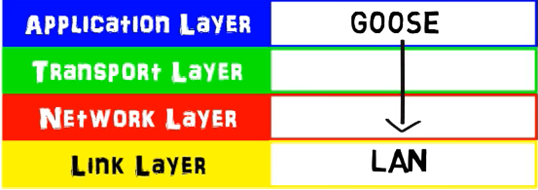 Application Layer GOOSE
Transport Layer
Network Layer
Link Layer LAN